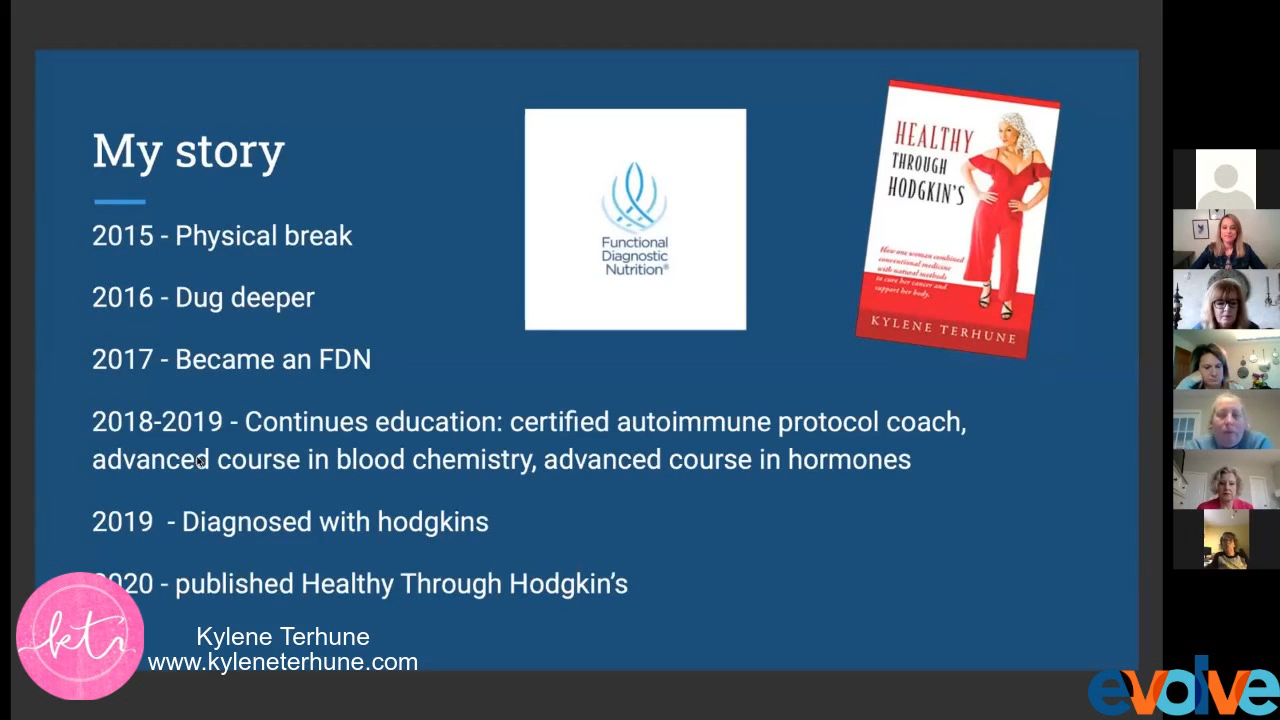 My story
2015 - Physical break
2016 - Dug deeper
2017 - Became an FDN
2018-2019 - Continues education: certified autoimmune protocol coach,
advanced course in blood chemistry, advanced course in hormones
2019 - Diagnosed with hodgkins
2020 - published Healthy Through Hodgkin’s
Functional
Diagnostic
Nutrition®
HEALTHY
THROUGH
HODGKIN'S
How one woman combined
conventional medicine
with natural methods
to cure her cancer and
support her body.
KYLENE TERHUNE
kt
Kylene Terhune
www.kyleneterhune.com
evolve